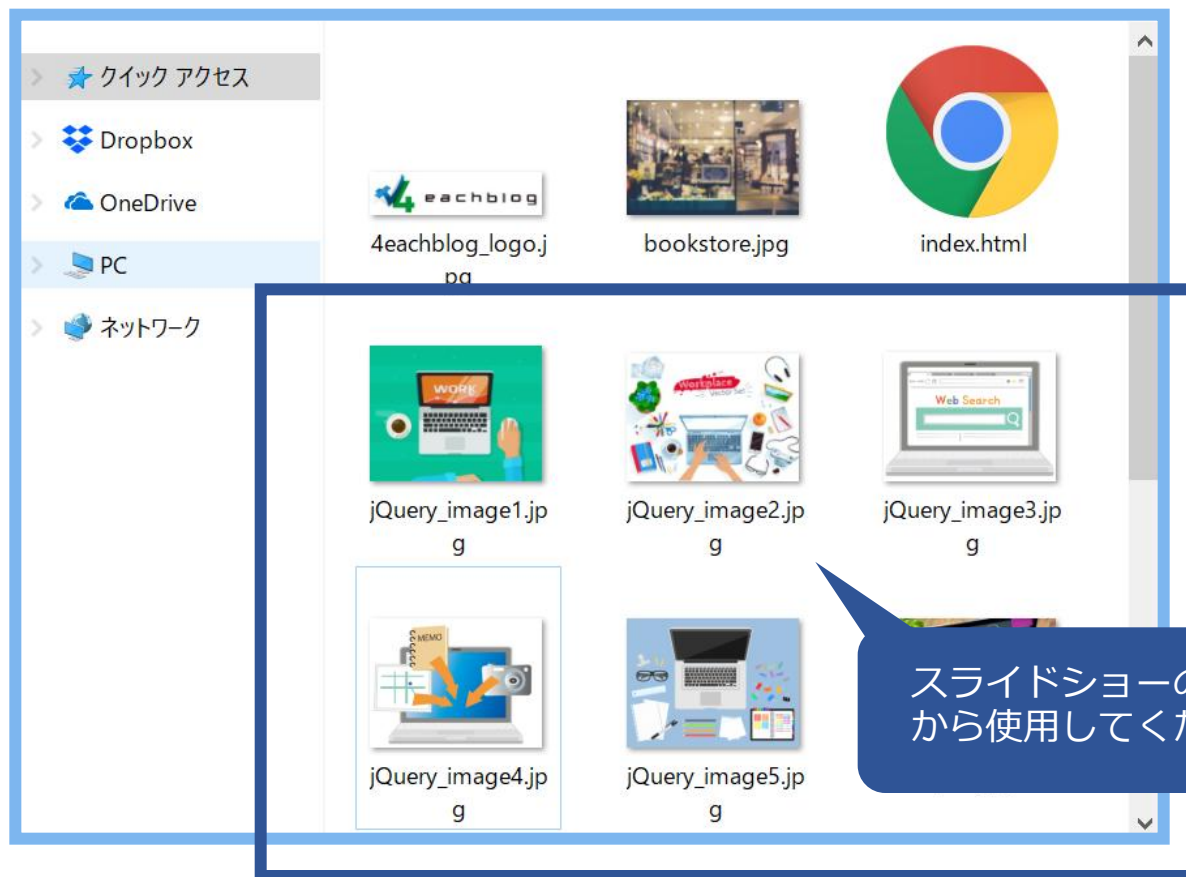 クイック アクセス
Dropbox
OneDrive
PC
ネットワーク
4 eachblog
4eachblog_logo.j
pg
bookstore.jpg
index.html
WORK
Workplace
Vector Set
Web Search
jQuery_image1.jp
g
jQuery_image2.jp
g
jQuery_image3.jp
g
MEMO
jQuery_image4.jp
g
jQuery_image5.jp
g
スライドショーの
から使用してくだ